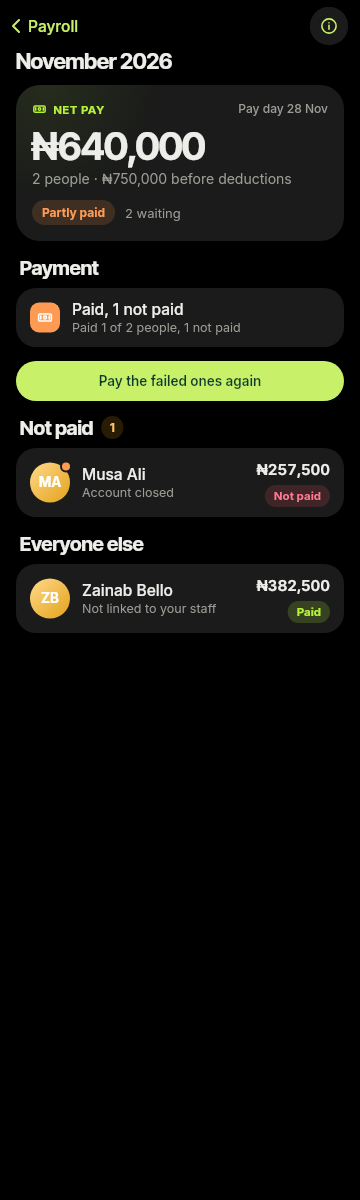 Payroll
November 2026
NET PAY
Pay day 28 Nov
₦640,000
2 people · ₦750,000 before deductions
Partly paid
2 waiting
Payment
Paid, 1 not paid
Paid 1 of 2 people, 1 not paid
Pay the failed ones again
Not paid 1
MA
Musa Ali
Account closed
₦257,500
Not paid
Everyone else
ZB
Zainab Bello
Not linked to your staff
₦382,500
Paid